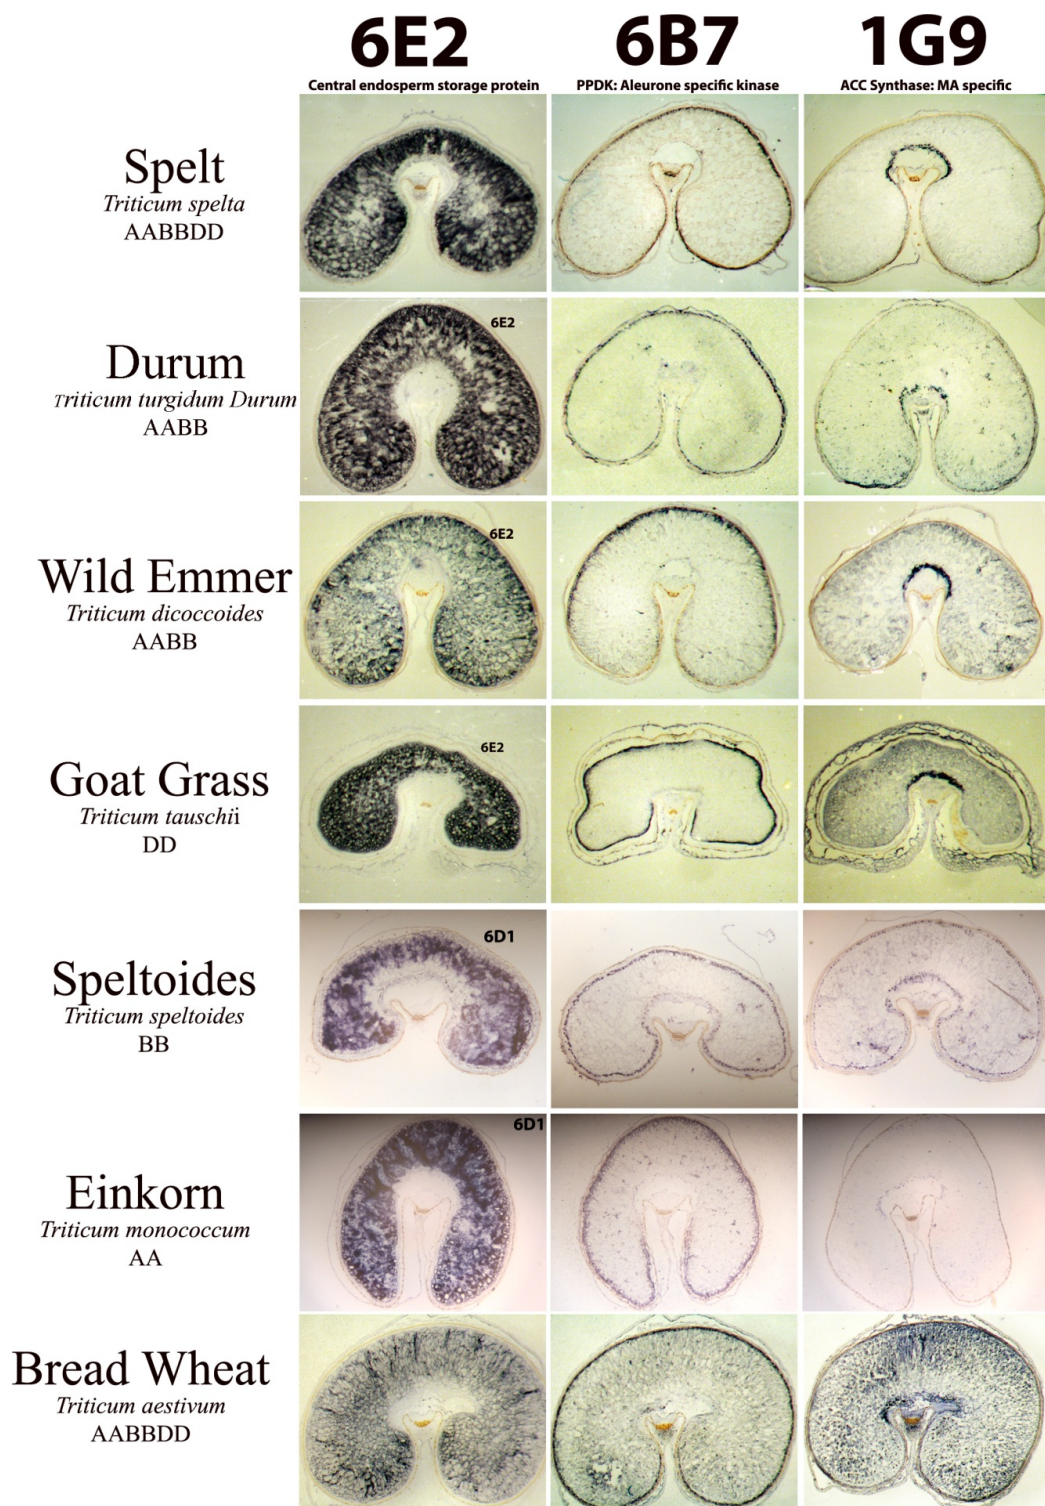 6E2 6B7 1G9
Central endosperm storage protein PPDK: Aleurone specific kinase ACC Synthase: MA specific
Spelt
Triticum spelta
AABBDD
6E2
Durum
Triticum turgidum Durum
AABB
6E2
Wild Emmer
Triticum dicoccoides
AABB
6E2
Goat Grass
Triticum tauschii
DD
6D1
Speltoides
Triticum speltoides
BB
6D1
Einkorn
Triticum monococcum
AA
Bread Wheat
Triticum aestivum
AABBDD